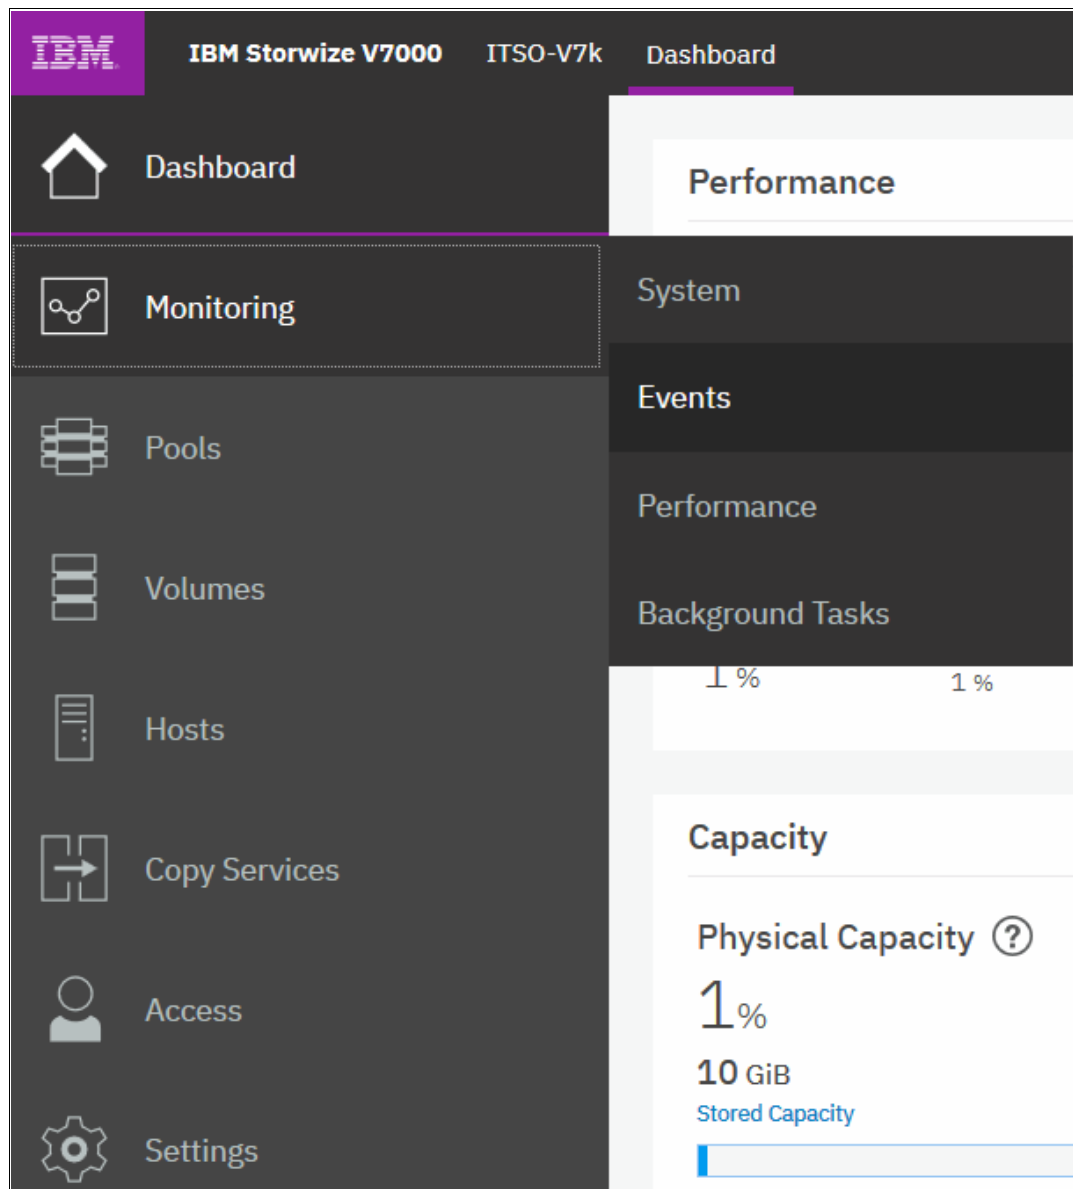 IBM IBM Storwize V7000 ITSO-V7k Dashboard
Dashboard
Monitoring
Pools
Volumes
Hosts
Copy Services
Access
Settings
Performance
System
Events
Performance
Background Tasks
1 % 1 %
Capacity
Physical Capacity ?
1 %
10 GiB
Stored Capacity